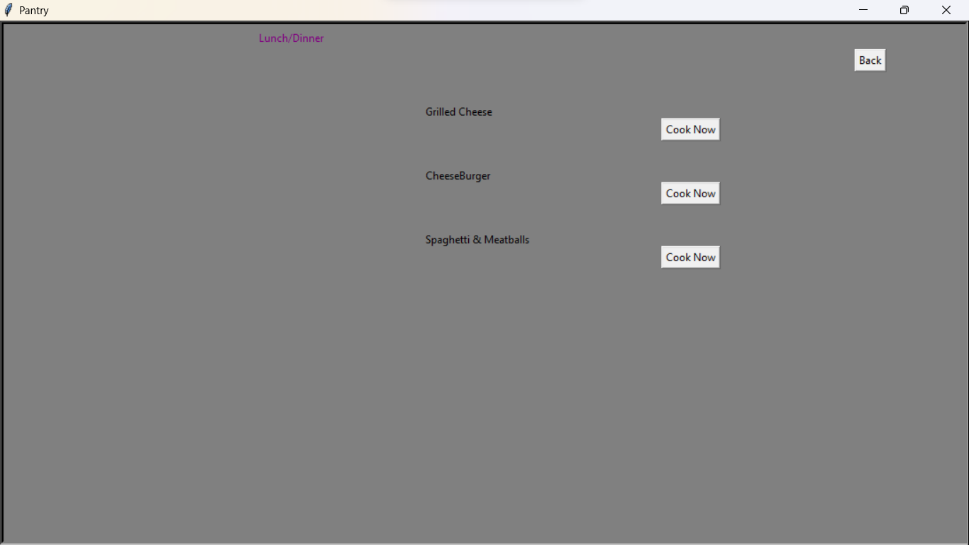 Pantry
Lunch/Dinner
Back
Grilled Cheese
Cook Now
CheeseBurger
Cook Now
Spaghetti & Meatballs
Cook Now